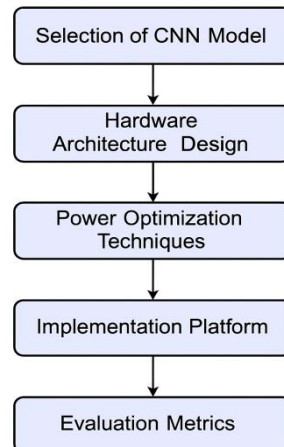 Selection of CNN Model
Hardware
Architecture Design
Power Optimization
Techniques
Implementation Platform
Evaluation Metrics